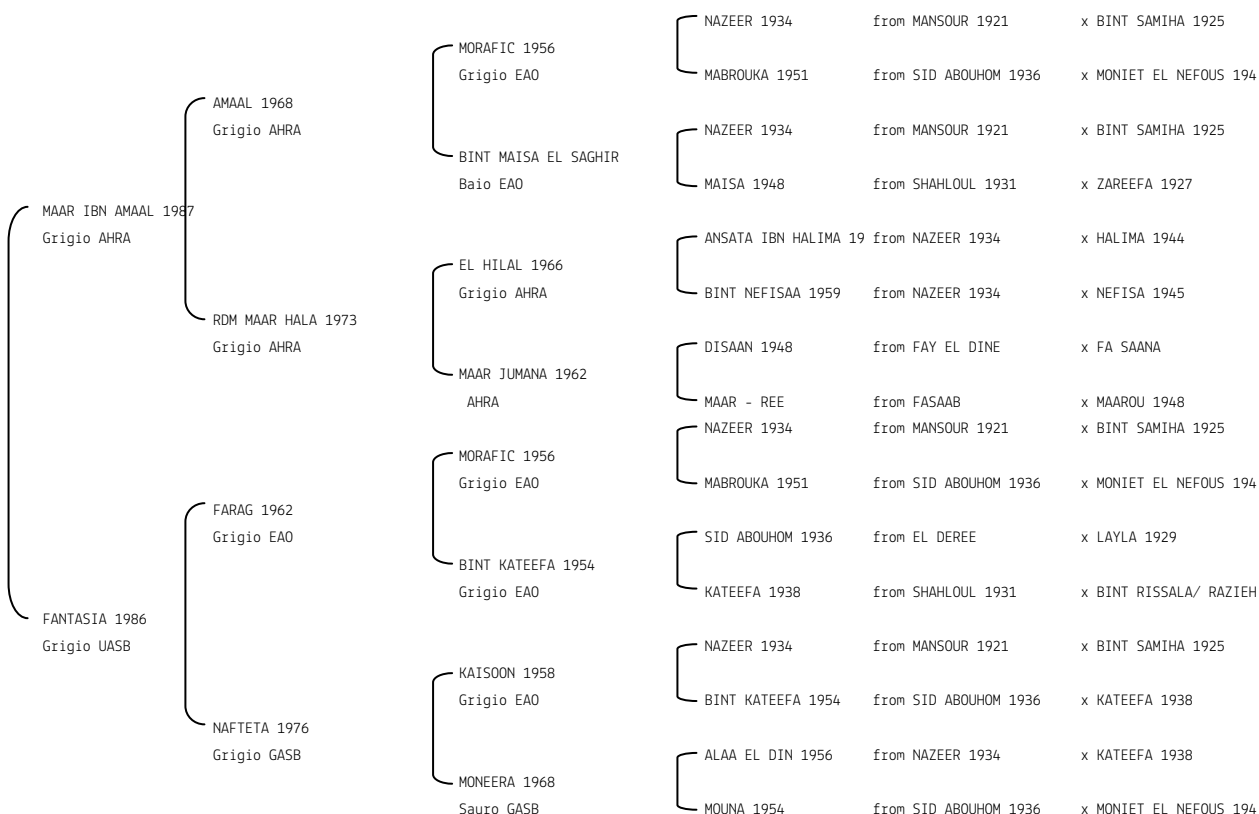 NAZEER 1934 from MANSOUR 1921 x BINT SAMIHA 1925
MORAFIC 1956
Grigio EAO
MABROUKA 1951 from SID ABOUHOM 1936 x MONIET EL NEFOUS 194
AMAAL 1968
Grigio AHRA
NAZEER 1934 from MANSOUR 1921 x BINT SAMIHA 1925
BINT MAISA EL SAGHIR
Baio EAO
MAISA 1948 from SHAHLOUL 1931 x ZAREEFA 1927
MAAR IBN AMAAL 1987
Grigio AHRA
ANSATA IBN HALIMA 19 from NAZEER 1934 x HALIMA 1944
EL HILAL 1966
Grigio AHRA
BINT NEFISAA 1959 from NAZEER 1934 x NEFISA 1945
RDM MAAR HALA 1973
Grigio AHRA
DISAAN 1948 from FAY EL DINE x FA SAANA
MAAR JUMANA 1962
AHRA
MAAR - REE from FASAAB x MAAROU 1948
NAZEER 1934 from MANSOUR 1921 x BINT SAMIHA 1925
MORAFIC 1956
Grigio EAO
MABROUKA 1951 from SID ABOUHOM 1936 x MONIET EL NEFOUS 194
FARAG 1962
Grigio EAO
SID ABOUHOM 1936 from EL DEREE x LAYLA 1929
BINT KATEEFA 1954
Grigio EAO
KATEEFA 1938 from SHAHLOUL 1931 x BINT RISSALA/ RAZIEH
FANTASIA 1986
Grigio UASB
NAZEER 1934 from MANSOUR 1921 x BINT SAMIHA 1925
KAISOON 1958
Grigio EAO
BINT KATEEFA 1954 from SID ABOUHOM 1936 x KATEEFA 1938
NAFTETA 1976
Grigio GASB
ALAA EL DIN 1956 from NAZEER 1934 x KATEEFA 1938
MONEERA 1968
Sauro GASB
MOUNA 1954 from SID ABOUHOM 1936 x MONIET EL NEFOUS 194